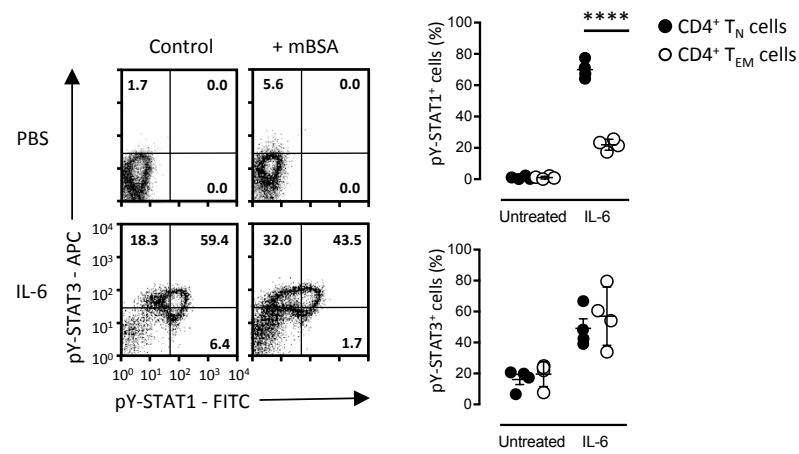 Control + mBSA
PBS
1.7 0.0 5.6 0.0
0.0 0.0
IL-6
pY-STAT3 - APC
10⁴
10³
10²
10¹
10⁰
18.3 59.4 32.0 43.5
6.4 1.7
10⁰ 10¹ 10² 10³ 10⁴
pY-STAT1 - FITC
****
CD4⁺ T_N cells
CD4⁺ T_EM cells
pY-STAT1⁺ cells (%)
100
80
60
40
20
0
Untreated IL-6
pY-STAT3⁺ cells (%)
100
80
60
40
20
0
Untreated IL-6